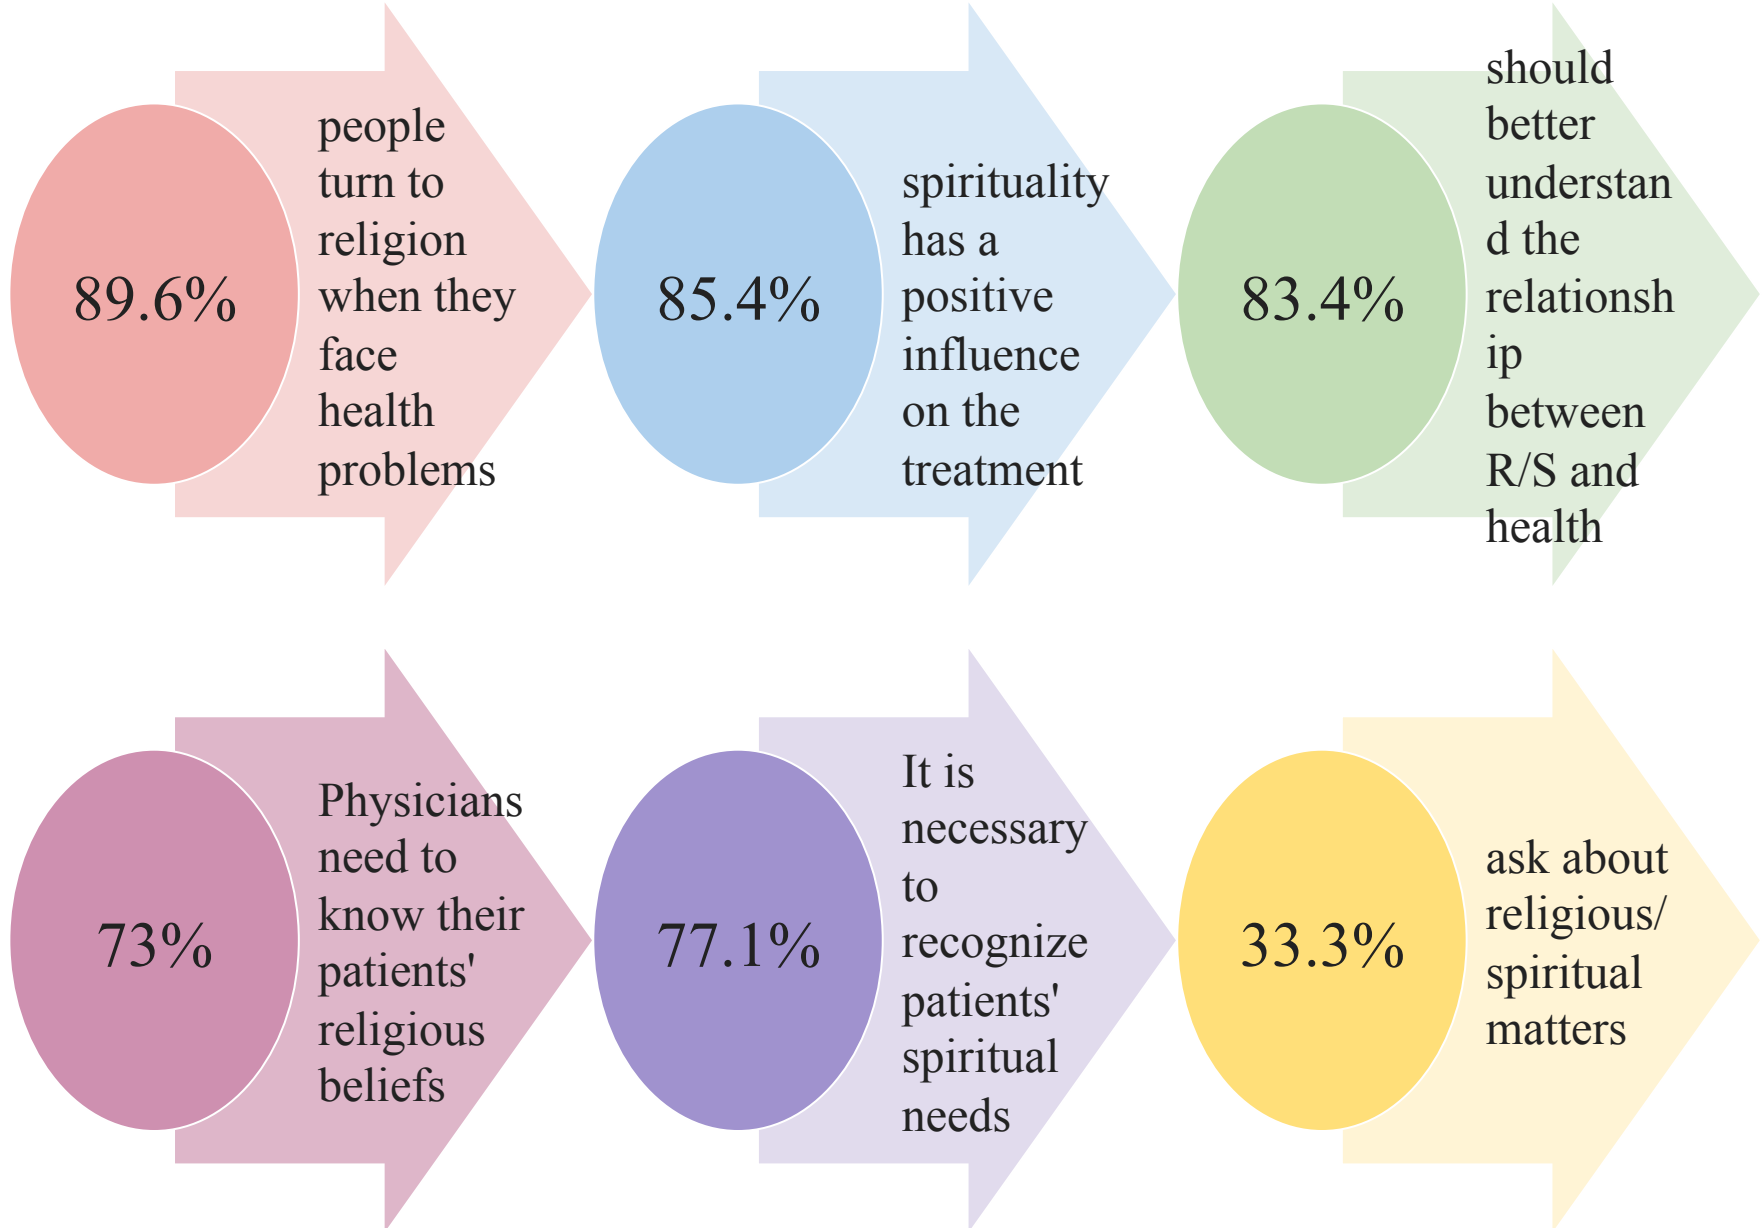 89.6%
people
turn to
religion
when they
face
health
problems
85.4%
spirituality
has a
positive
influence
on the
treatment
83.4%
should
better
understan
d the
relationsh
ip
between
R/S and
health
73%
Physicians
need to
know their
patients'
religious
beliefs
77.1%
It is
necessary
to
recognize
patients'
spiritual
needs
33.3%
ask about
religious/
spiritual
matters